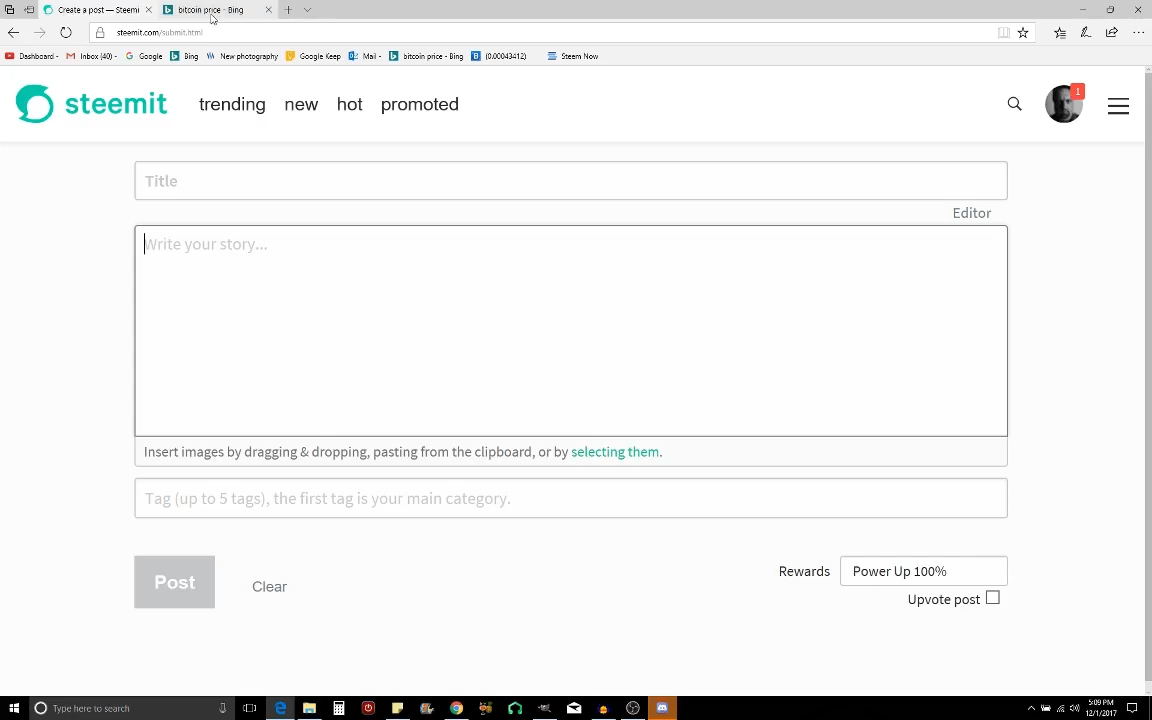 Create a post — Steemi
bitcoin price - Bing
steemit.com/submit.html
Dashboard -
Inbox (40) -
Google
Bing
New photography
Google Keep
Mail -
bitcoin price - Bing
(0.00043412)
Steem Now
steemit
trending
new
hot
promoted
1
Title
Editor
Write your story...
Insert images by dragging & dropping, pasting from the clipboard, or by selecting them.
Tag (up to 5 tags), the first tag is your main category.
Post
Clear
Rewards
Power Up 100%
Upvote post
Type here to search
5:09 PM
12/1/2017